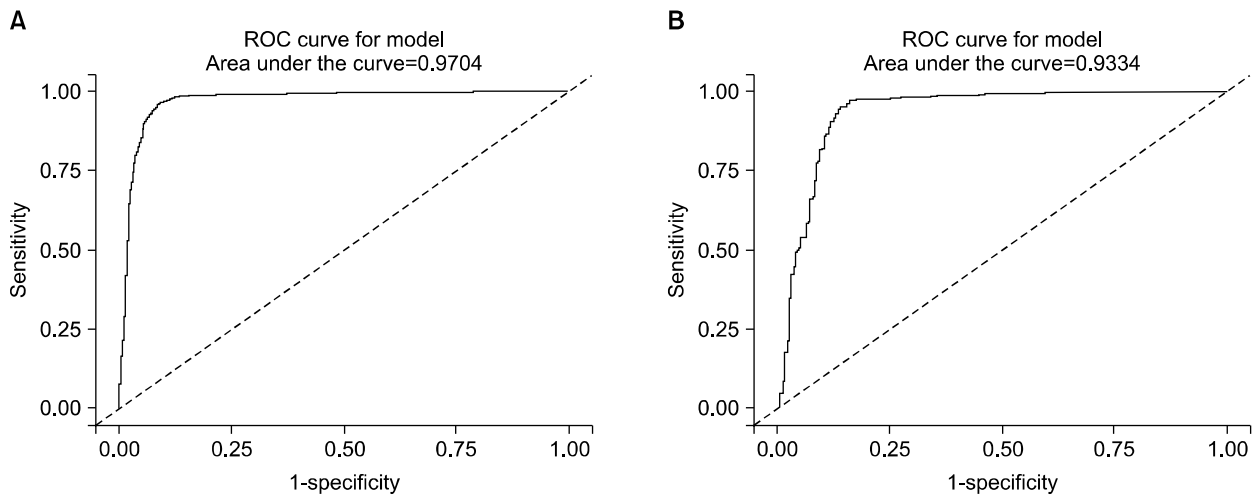 A
ROC curve for model
Area under the curve=0.9704
1.00
0.75
0.50
0.25
0.00
Sensitivity
0.00 0.25 0.50 0.75 1.00
1-specificity
B
ROC curve for model
Area under the curve=0.9334
1.00
0.75
0.50
0.25
0.00
Sensitivity
0.00 0.25 0.50 0.75 1.00
1-specificity